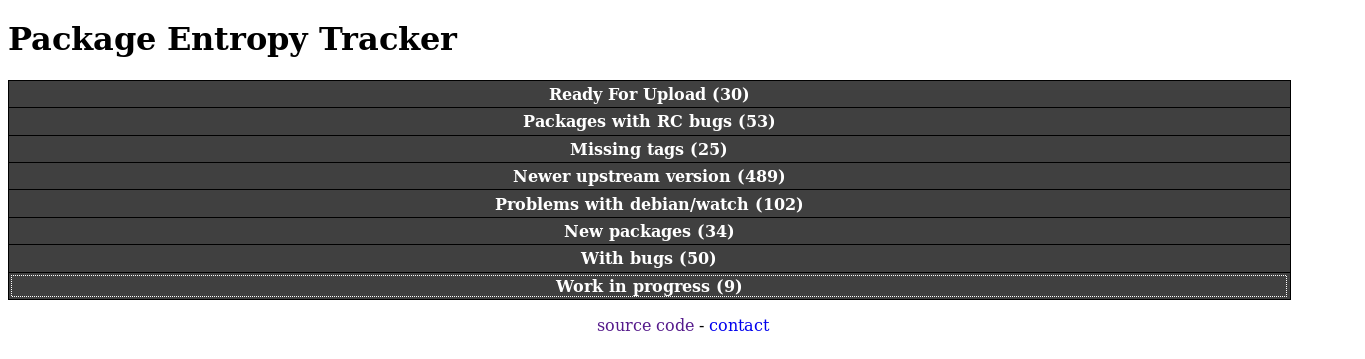 Package Entropy Tracker
Ready For Upload (30)
Packages with RC bugs (53)
Missing tags (25)
Newer upstream version (489)
Problems with debian/watch (102)
New packages (34)
With bugs (50)
Work in progress (9)
source code - contact